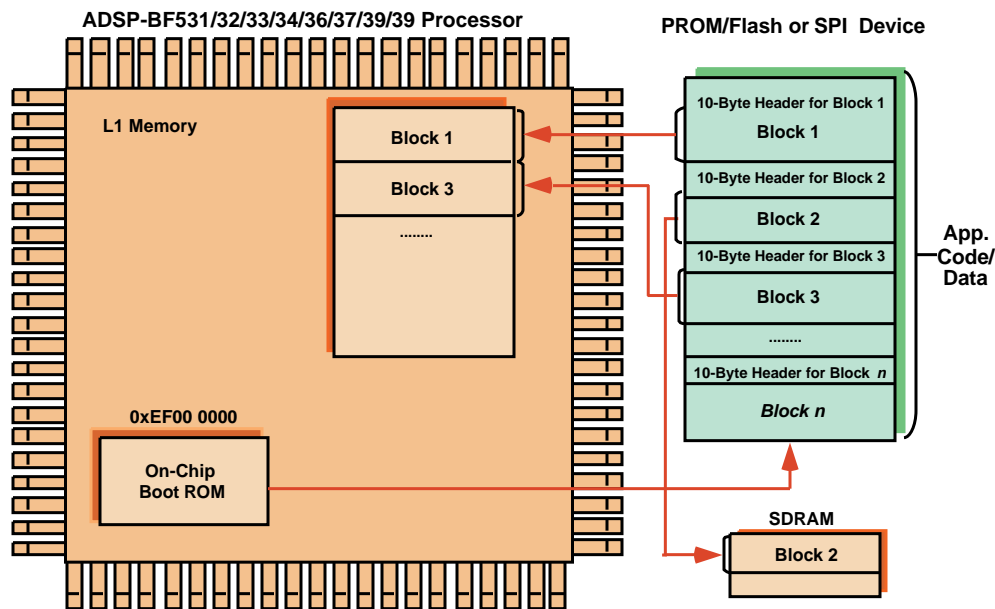 ADSP-BF531/32/33/34/36/37/39/39 Processor
PROM/Flash or SPI Device
L1 Memory
Block 1
Block 3
........
0xEF00 0000
On-Chip
Boot ROM
10-Byte Header for Block 1
Block 1
10-Byte Header for Block 2
Block 2
10-Byte Header for Block 3
Block 3
........
10-Byte Header for Block n
Block n
App.
Code/
Data
SDRAM
Block 2